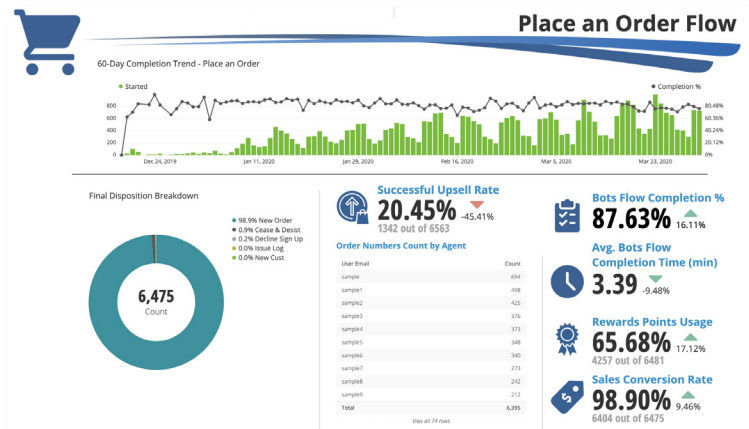 Place an Order Flow
60-Day Completion Trend - Place an Order
Started
Completion %
800
600
400
200
0
80.48%
60.36%
40.24%
20.12%
0%
Dec 24, 2019
Jan 11, 2020
Jan 29, 2020
Feb 16, 2020
Mar 5, 2020
Mar 23, 2020
Final Disposition Breakdown
98.9% New Order
0.9% Cease & Desist
0.2% Decline Sign Up
0.0% Issue Log
0.0% New Cust
6,475
Count
Successful Upsell Rate
20.45% -45.41%
1342 out of 6563
Order Numbers Count by Agent
User Email Count
sample 694
sample1 498
sample2 425
sample3 376
sample4 373
sample5 348
sample6 340
sample7 273
sample8 242
sample9 212
Total 6,395
View all 74 rows
Bots Flow Completion %
87.63% 16.11%
Avg. Bots Flow
Completion Time (min)
3.39 -9.48%
Rewards Points Usage
65.68% 17.12%
4257 out of 6481
Sales Conversion Rate
98.90% 9.46%
6404 out of 6475